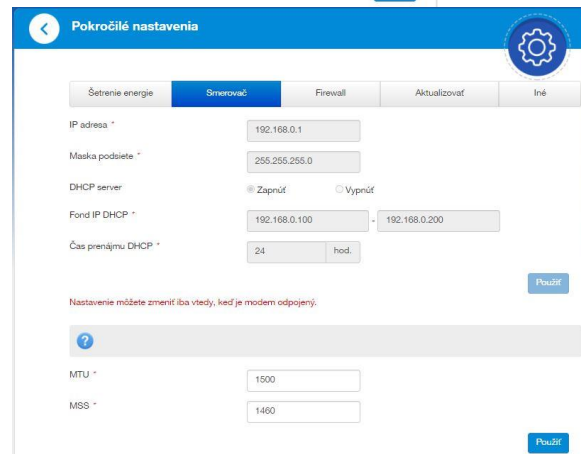 Pokročilé nastavenia
Šetrenie energie Smerovač Firewall Aktualizovať Iné
IP adresa *
192.168.0.1
Maska podsiete *
255.255.255.0
DHCP server
Zapnúť Vypnúť
Fond IP DHCP *
192.168.0.100 - 192.168.0.200
Čas prenájmu DHCP *
24 hod.
Použiť
Nastavenie môžete zmeniť iba vtedy, keď je modem odpojený.
?
MTU *
1500
MSS *
1460
Použiť